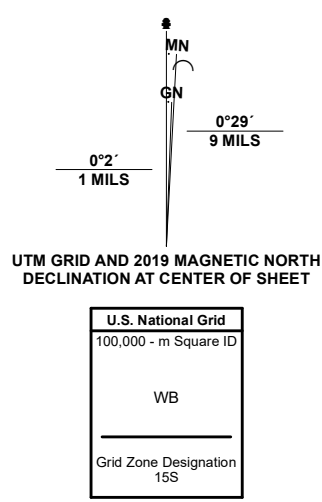 MN
GN
0°29´
9 MILS
0°2´
1 MILS
UTM GRID AND 2019 MAGNETIC NORTH
DECLINATION AT CENTER OF SHEET
U.S. National Grid
100,000 - m Square ID
WB
Grid Zone Designation
15S